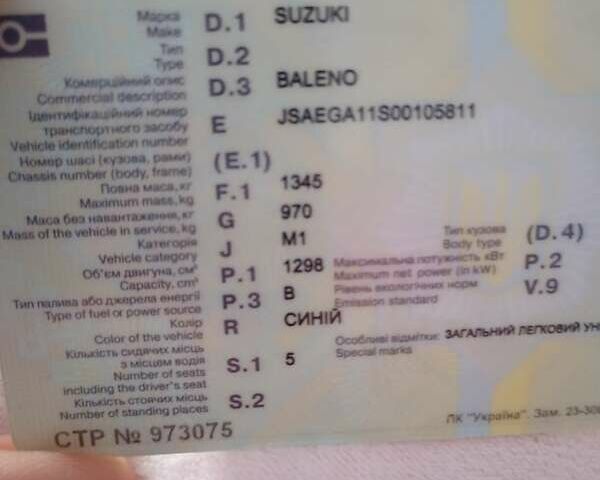 Марка D.1 SUZUKI
Make
Тип D.2
Type
Комерційний опис D.3 BALENO
Commercial description
Ідентифікаційний номер
транспортного засобу E JSAEGA11S00105811
Vehicle identification number
Номер шасі (кузова, рами) (E.1)
Chassis number (body, frame)
Повна маса, кг F.1 1345
Maximum mass, kg
Маса без навантаження, кг G 970
Mass of the vehicle in service, kg
Категорія J M1 Тип кузова (D.4)
Vehicle category Body type
Об'єм двигуна, см³ P.1 1298 Максимальна потужність кВт P.2
Capacity, cm³ Maximum net power (in kW)
Тип палива або джерела енергії P.3 B Рівень екологічних норм V.9
Type of fuel or power source Emission standard
Колір R СИНІЙ
Color of the vehicle Особливі відмітки: ЗАГАЛЬНИЙ ЛЕГКОВИЙ УН
Кількість сидячих місць Special marks
з місцем водія S.1 5
Number of seats
including the driver's seat
Кількість стоячих місць S.2
Number of standing places
СТР № 973075 ПК "Україна". Зам. 23-30